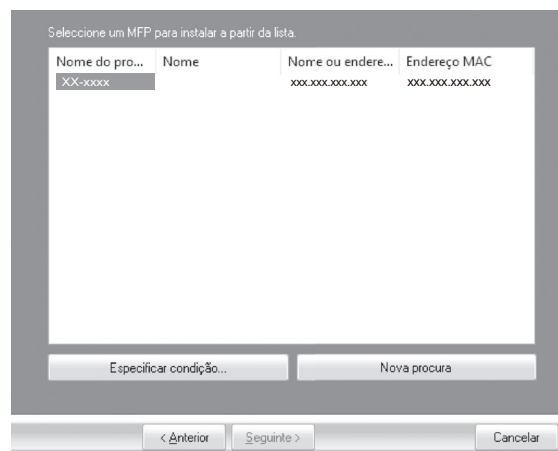 Seleccione um MFP para instalar a partir da lista.
Nome do pro... Nome Nome ou endere... Endereço MAC
XX-xxxx xxx.xxx.xxx.xxx xxx.xxx.xxx.xxx
Especificar condição... Nova procura
< Anterior Seguinte > Cancelar